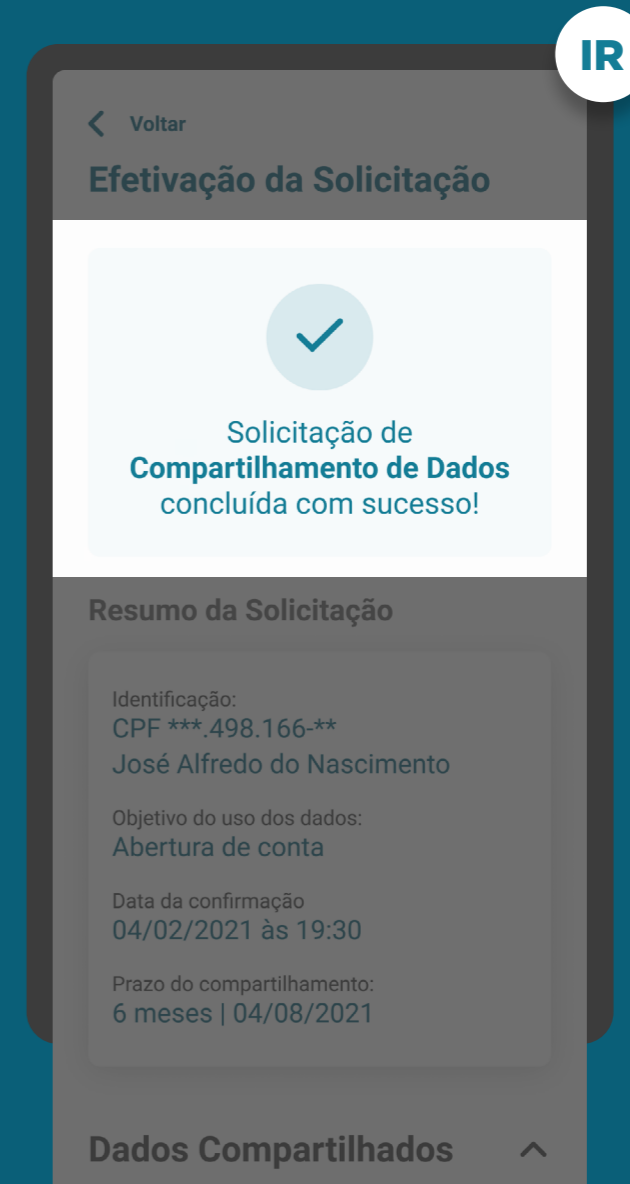 IR
Voltar
Efetivação da Solicitação
Solicitação de
Compartilhamento de Dados
concluída com sucesso!
Resumo da Solicitação
Identificação:
CPF ***.498.166-**
José Alfredo do Nascimento
Objetivo do uso dos dados:
Abertura de conta
Data da confirmação
04/02/2021 às 19:30
Prazo do compartilhamento:
6 meses | 04/08/2021
Dados Compartilhados